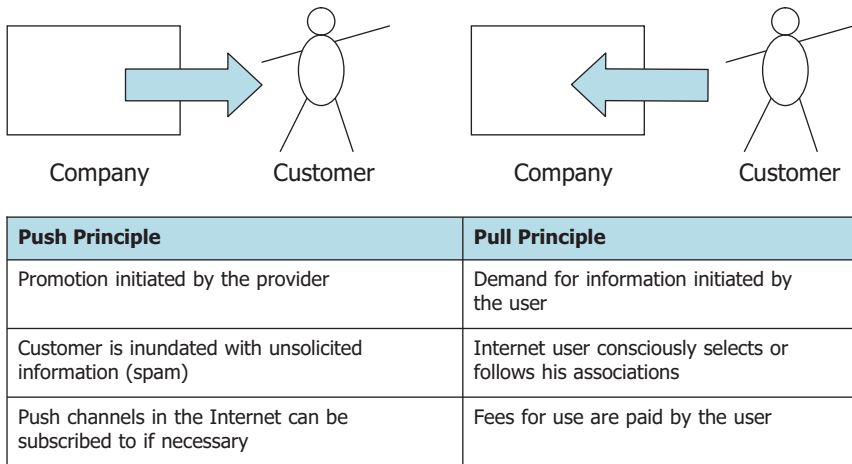 Company Customer Company Customer
Push Principle
Pull Principle
Promotion initiated by the provider
Demand for information initiated by
the user
Customer is inundated with unsolicited
information (spam)
Internet user consciously selects or
follows his associations
Push channels in the Internet can be
subscribed to if necessary
Fees for use are paid by the user